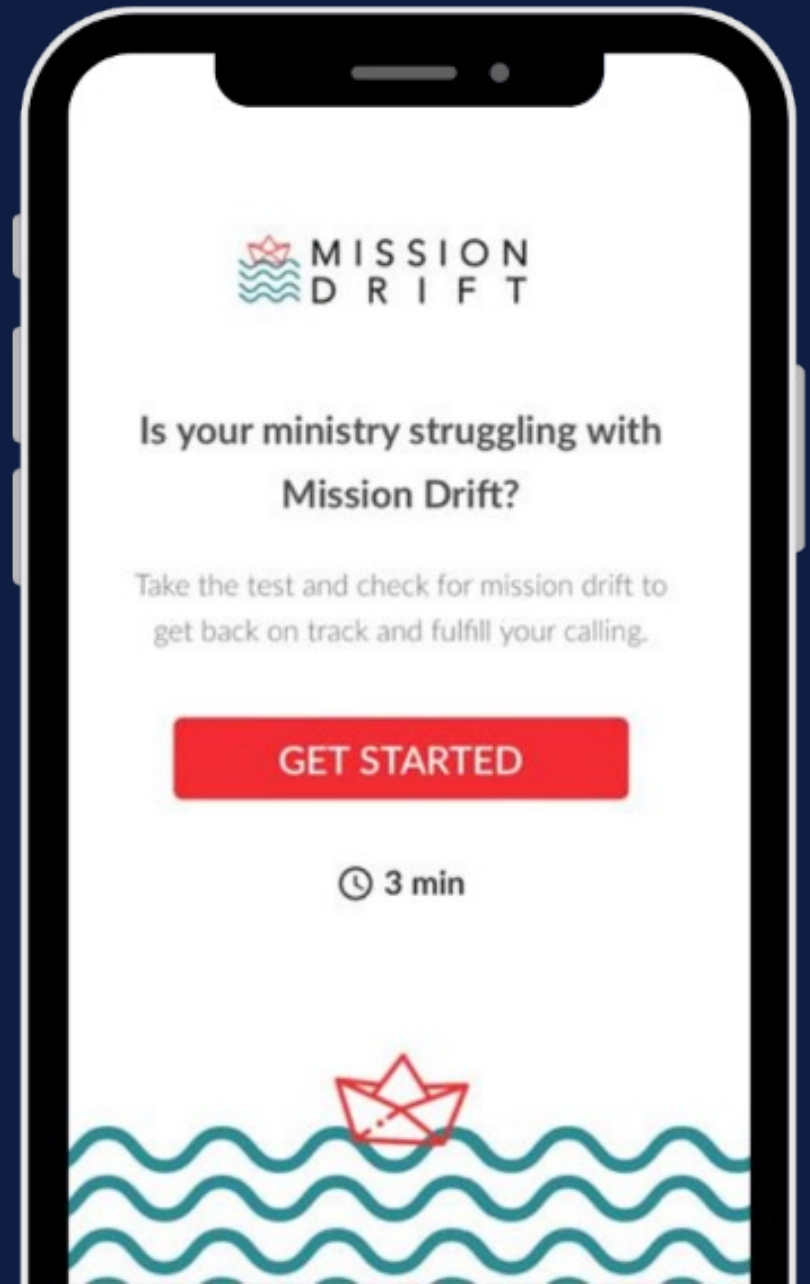 MISSION
DRIFT
Is your ministry struggling with
Mission Drift?
Take the test and check for mission drift to
get back on track and fulfill your calling.
GET STARTED
3 min